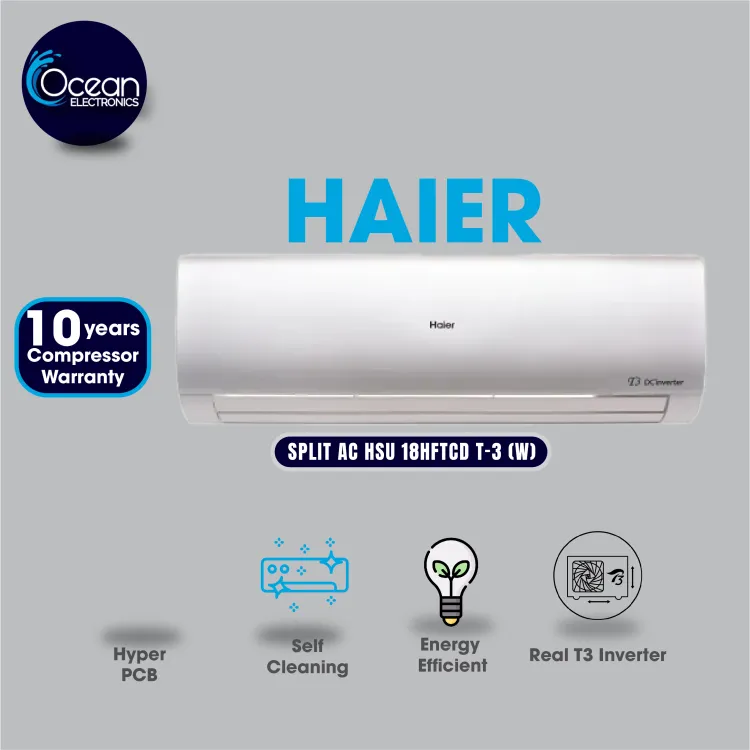 Ocean
ELECTRONICS
HAIER
Haier
T3 DC inverter
10 years
Compressor
Warranty
SPLIT AC HSU 18HFTCD T-3 (W)
T3
Hyper
PCB
Self
Cleaning
Energy
Efficient
Real T3 Inverter